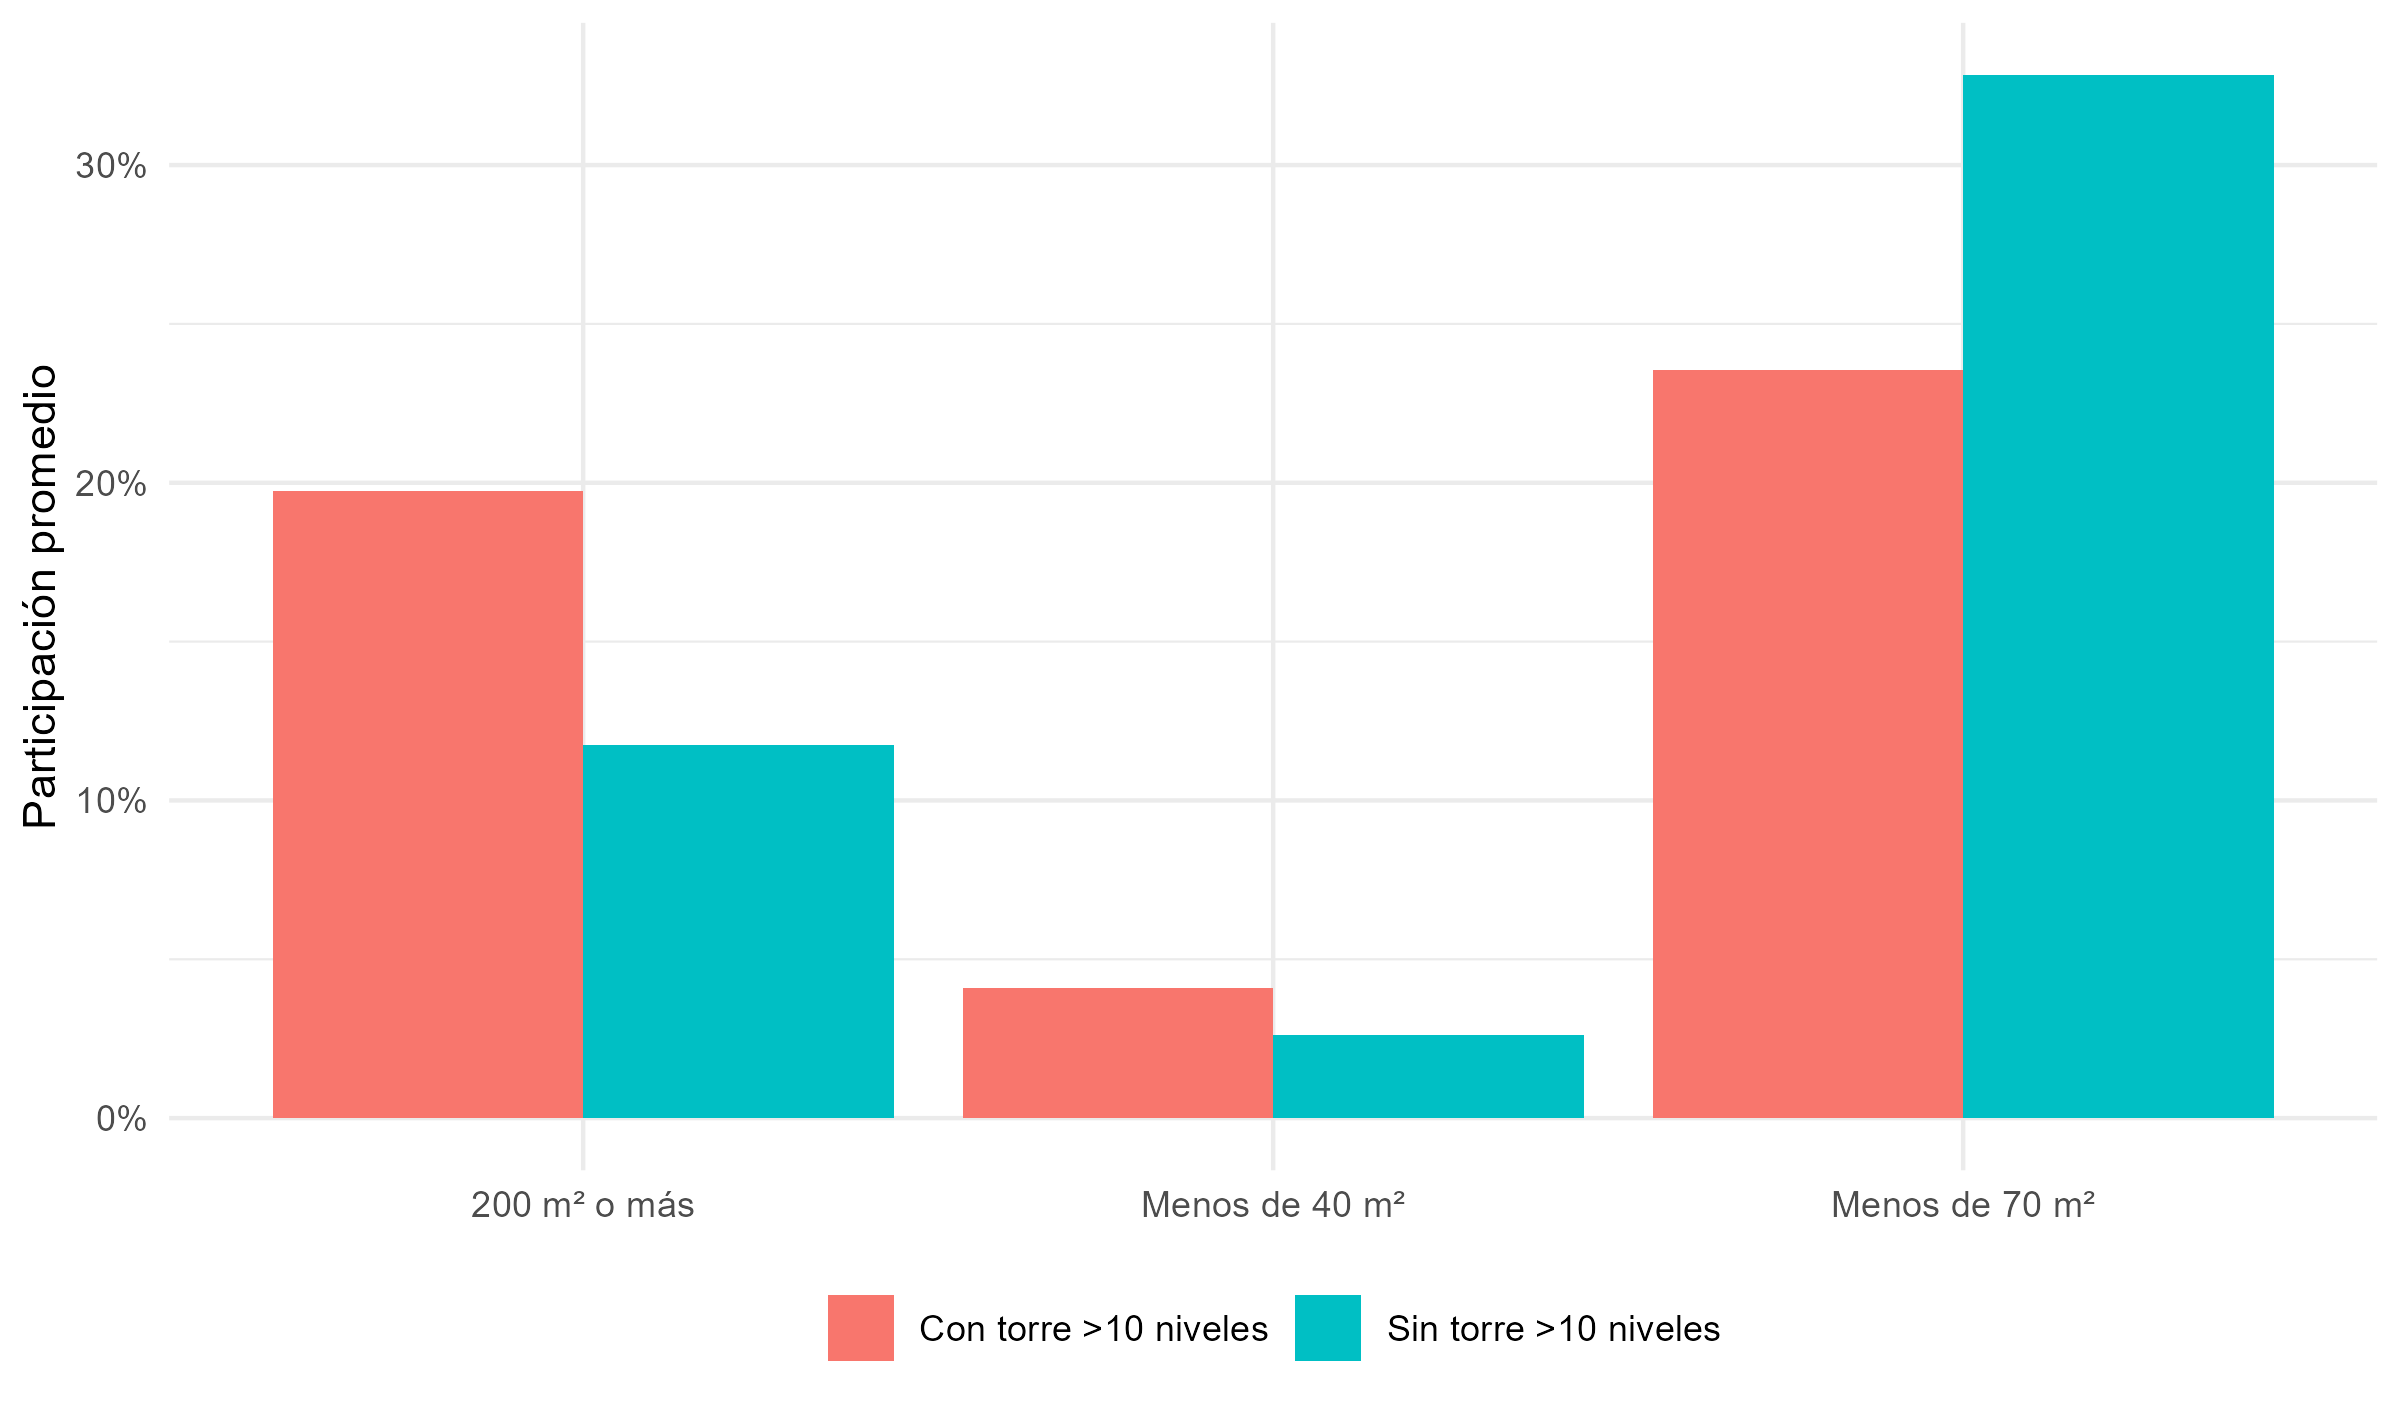 Participación promedio
30%
20%
10%
0%
200 m² o más
Menos de 40 m²
Menos de 70 m²
Con torre >10 niveles
Sin torre >10 niveles